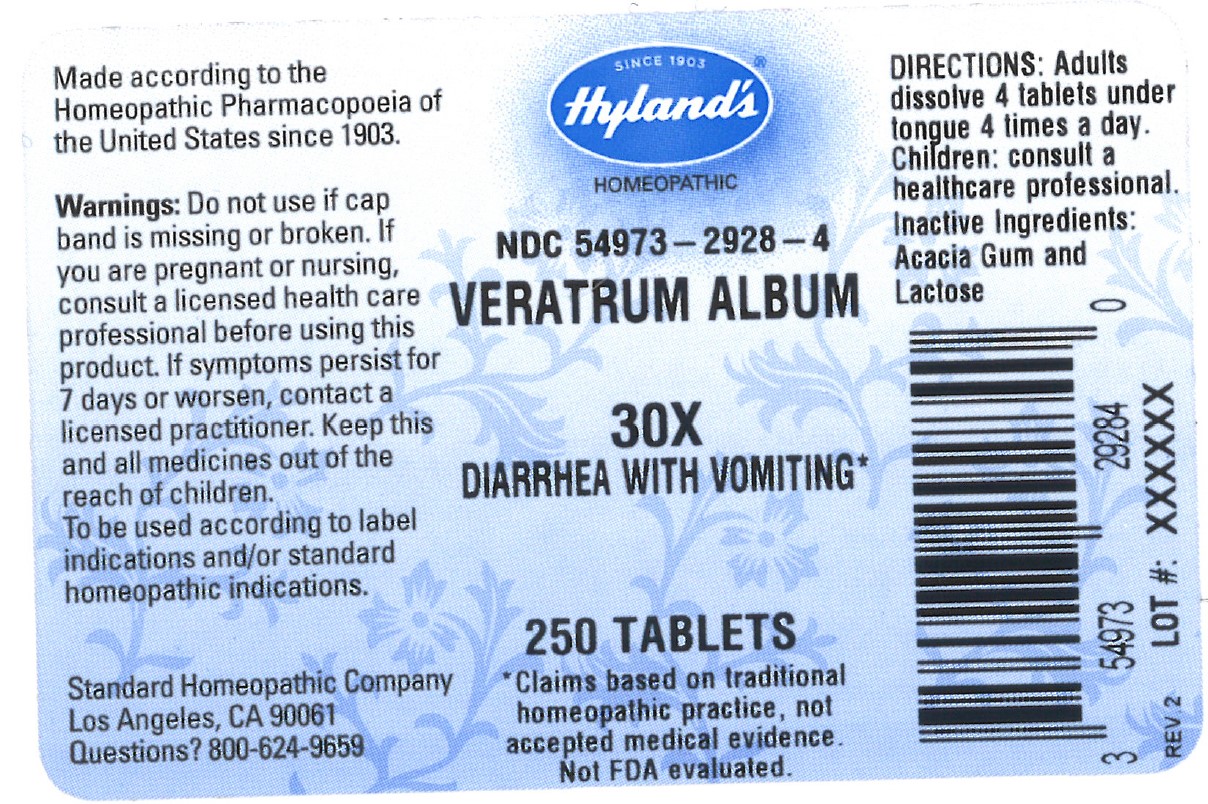 Made according to the
Homeopathic Pharmacopoeia of
the United States since 1903.
Warnings: Do not use if cap
band is missing or broken. If
you are pregnant or nursing,
consult a licensed health care
professional before using this
product. If symptoms persist for
7 days or worsen, contact a
licensed practitioner. Keep this
and all medicines out of the
reach of children.
To be used according to label
indications and/or standard
homeopathic indications.
Standard Homeopathic Company
Los Angeles, CA 90061
Questions? 800-624-9659
SINCE 1903
Hyland's®
HOMEOPATHIC
NDC 54973-2928-4
VERATRUM ALBUM
30X
DIARRHEA WITH VOMITING*
250 TABLETS
*Claims based on traditional
homeopathic practice, not
accepted medical evidence.
Not FDA evaluated.
DIRECTIONS: Adults
dissolve 4 tablets under
tongue 4 times a day.
Children: consult a
healthcare professional.
Inactive Ingredients:
Acacia Gum and
Lactose
3 54973 29284 0
REV 2 LOT #: XXXXXX